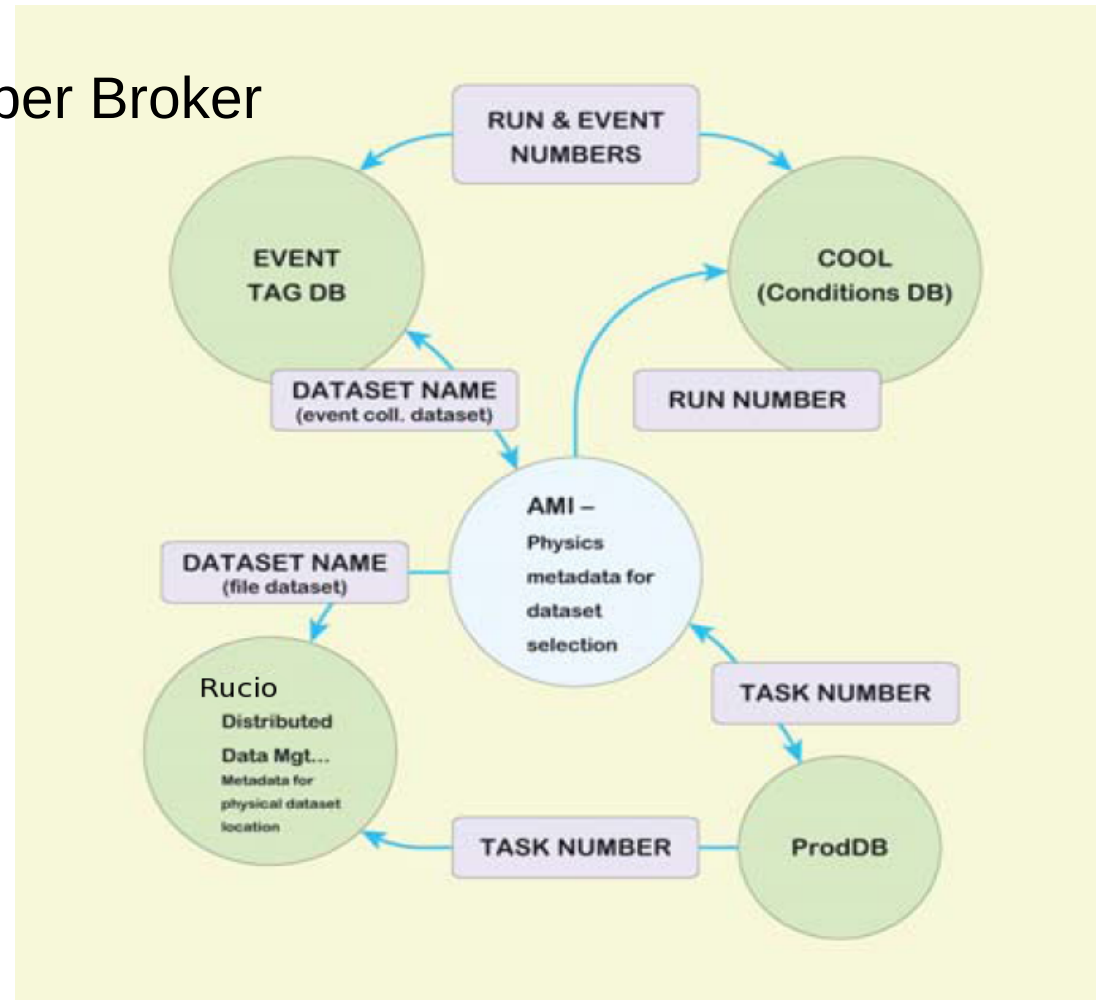 Broker
RUN & EVENT
NUMBERS
EVENT
TAG DB
COOL
(Conditions DB)
DATASET NAME
(event coll. dataset)
RUN NUMBER
AMI –
Physics
metadata for
dataset
selection
DATASET NAME
(file dataset)
Rucio
Distributed
Data Mgt...
Metadata for
physical dataset
location
TASK NUMBER
TASK NUMBER
ProdDB